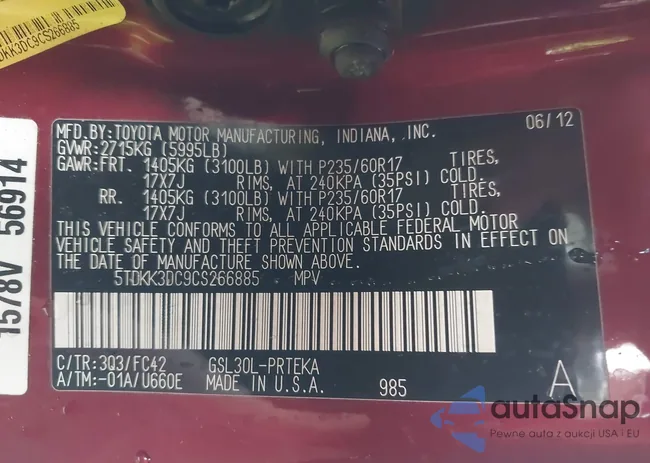 DKK3DC9CS266885
1578V 56914
MFD.BY:TOYOTA MOTOR MANUFACTURING, INDIANA, INC. 06/12
GVWR:2715KG (5995LB)
GAWR:FRT. 1405KG (3100LB) WITH P235/60R17 TIRES,
17X7J RIMS, AT 240KPA (35PSI) COLD.
RR. 1405KG (3100LB) WITH P235/60R17 TIRES,
17X7J RIMS, AT 240KPA (35PSI) COLD.
THIS VEHICLE CONFORMS TO ALL APPLICABLE FEDERAL MOTOR
VEHICLE SAFETY AND THEFT PREVENTION STANDARDS IN EFFECT ON
THE DATE OF MANUFACTURE SHOWN ABOVE.
5TDKK3DC9CS266885 MPV
C/TR:3Q3/FC42 GSL30L-PRTEKA
A/TM:-01A/U660E MADE IN U.S.A. 985 A
autoSnap
Pewne auta z aukcji USA i EU